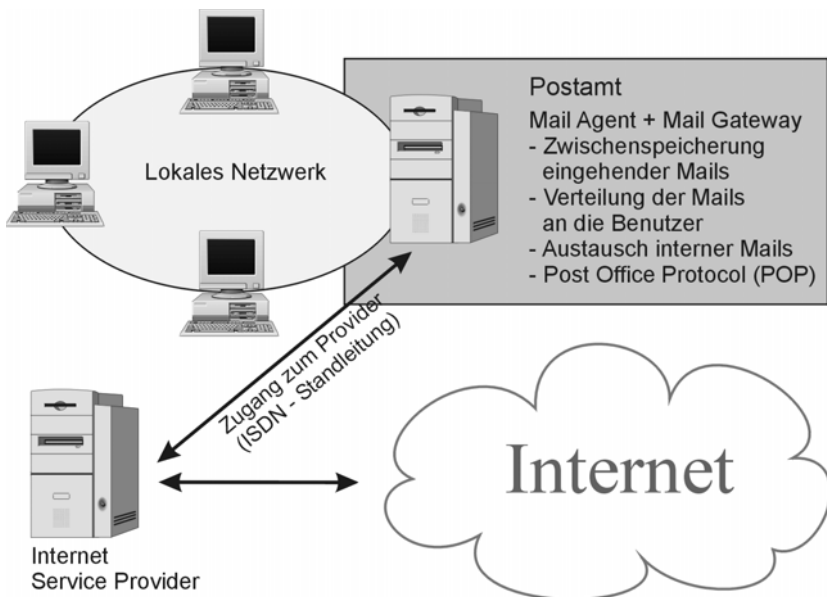 Lokales Netzwerk
Postamt
Mail Agent + Mail Gateway
- Zwischenspeicherung
eingehender Mails
- Verteilung der Mails
an die Benutzer
- Austausch interner Mails
- Post Office Protocol (POP)
Zugang zum Provider
(ISDN - Standleitung)
Internet
Internet
Service Provider